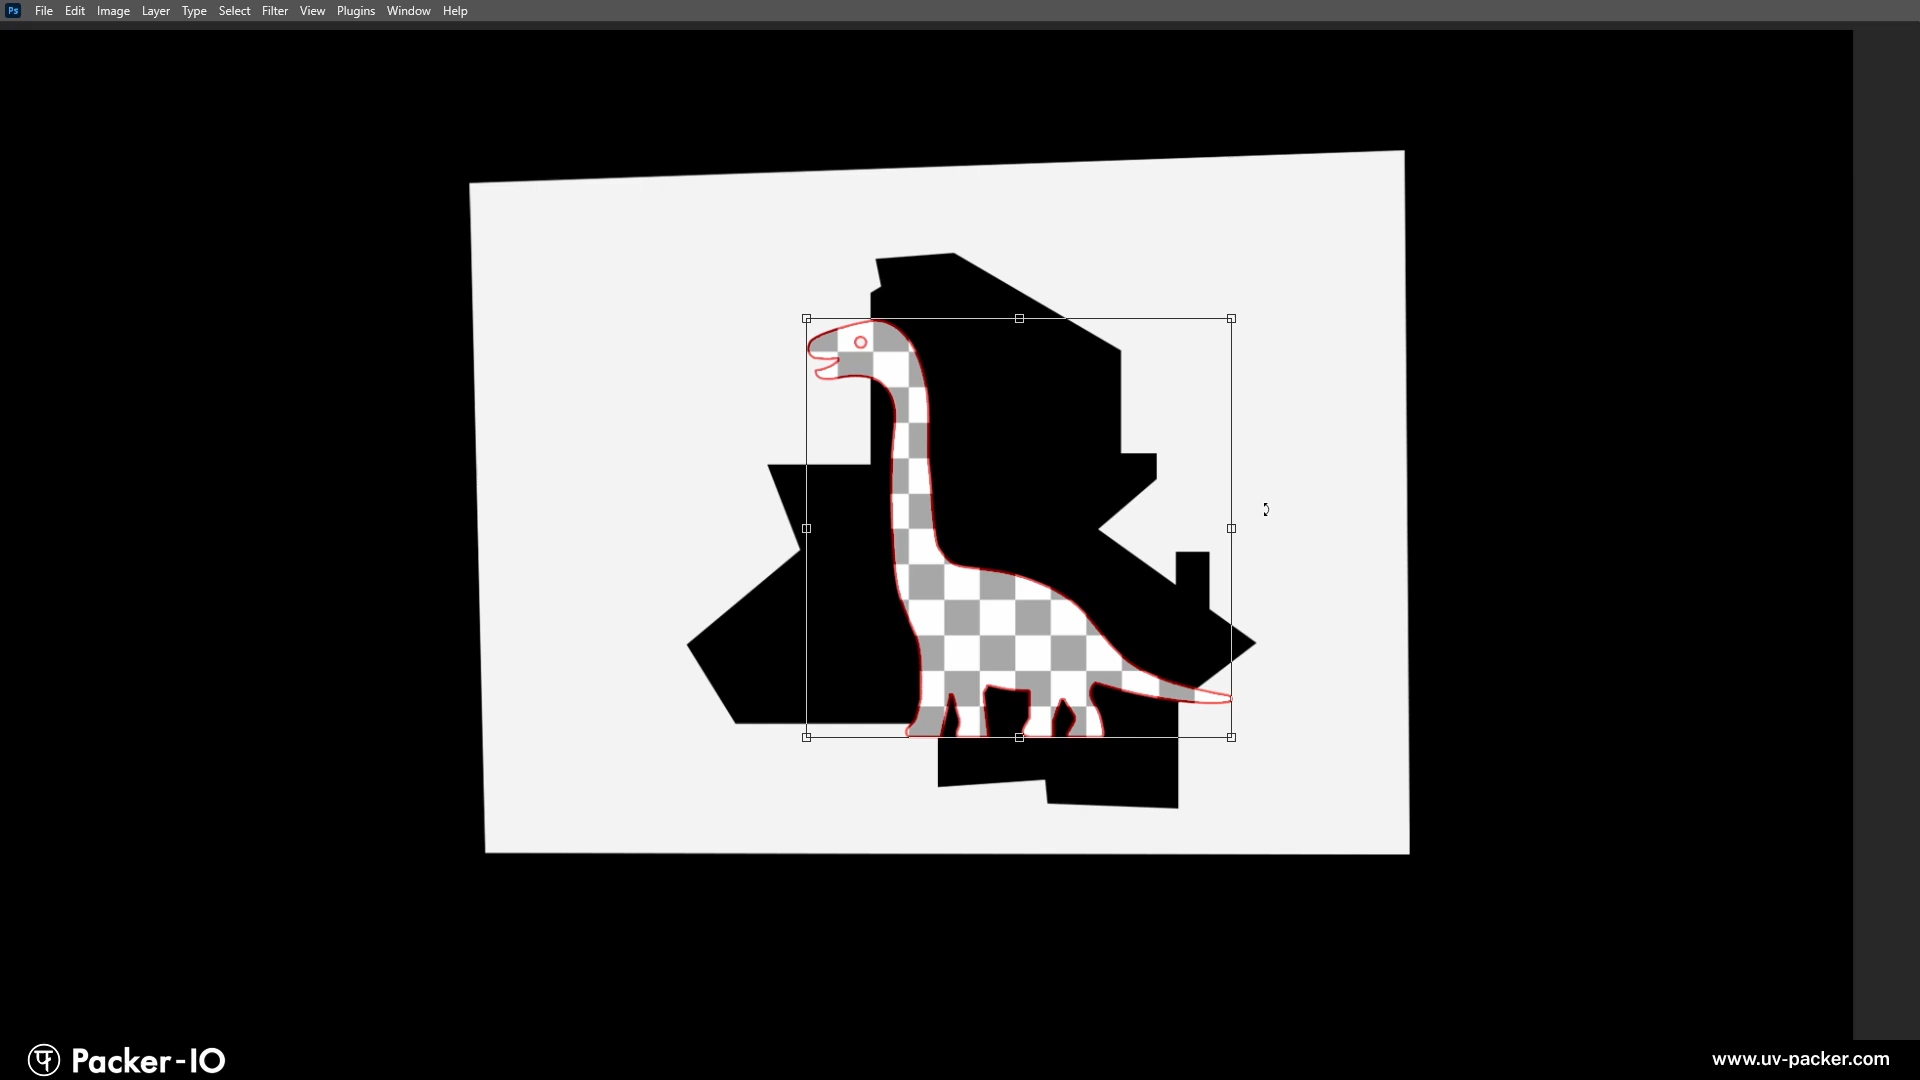 Ps File Edit Image Layer Type Select Filter View Plugins Window Help
Packer-IO
www.uv-packer.com